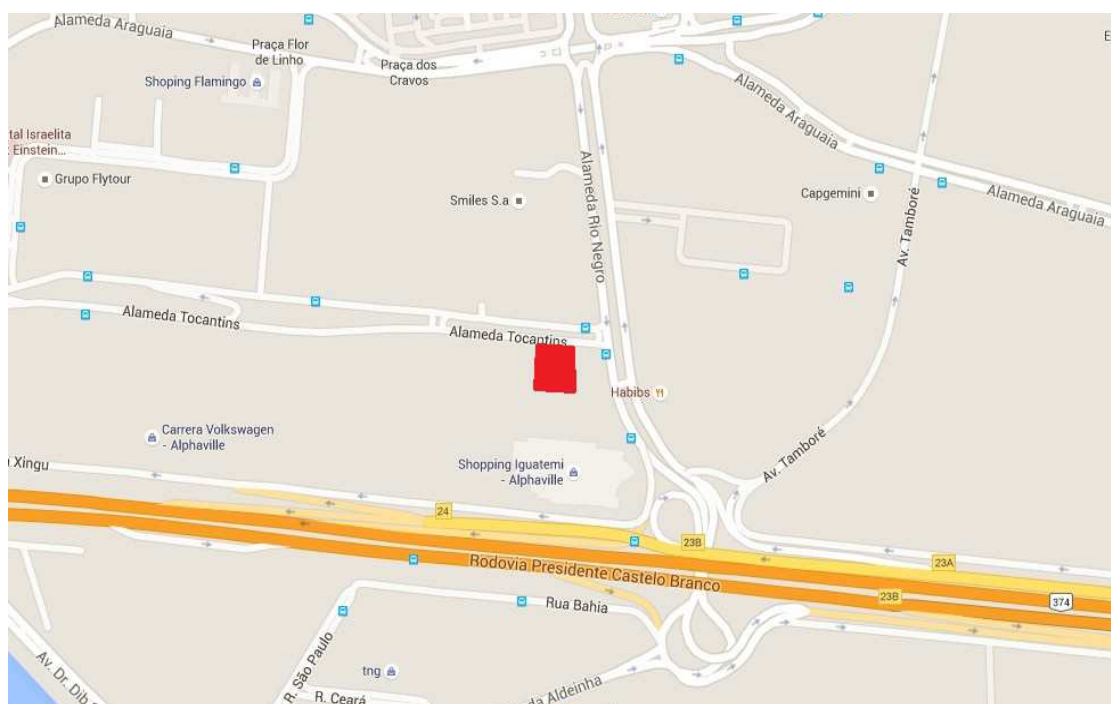 Alameda Araguaia
Praça Flor
de Linho
Praça dos
Cravos
Shoping Flamingo
Alameda Araguaia
E
tal Israelita
Einstein...
Grupo Flytour
Smiles S.a
Alameda Rio Negro
Capgemini
Alameda Araguaia
Av. Tamboré
Alameda Tocantins
Alameda Tocantins
Habibs
Carrera Volkswagen
- Alphaville
Xingu
Shopping Iguatemi
- Alphaville
Av. Tamboré
24
23B
23A
Rodovia Presidente Castelo Branco
23B
374
Rua Bahia
R. São Paulo
Av. Dr. Dib
tng
R. Ceará
da Aldeinha